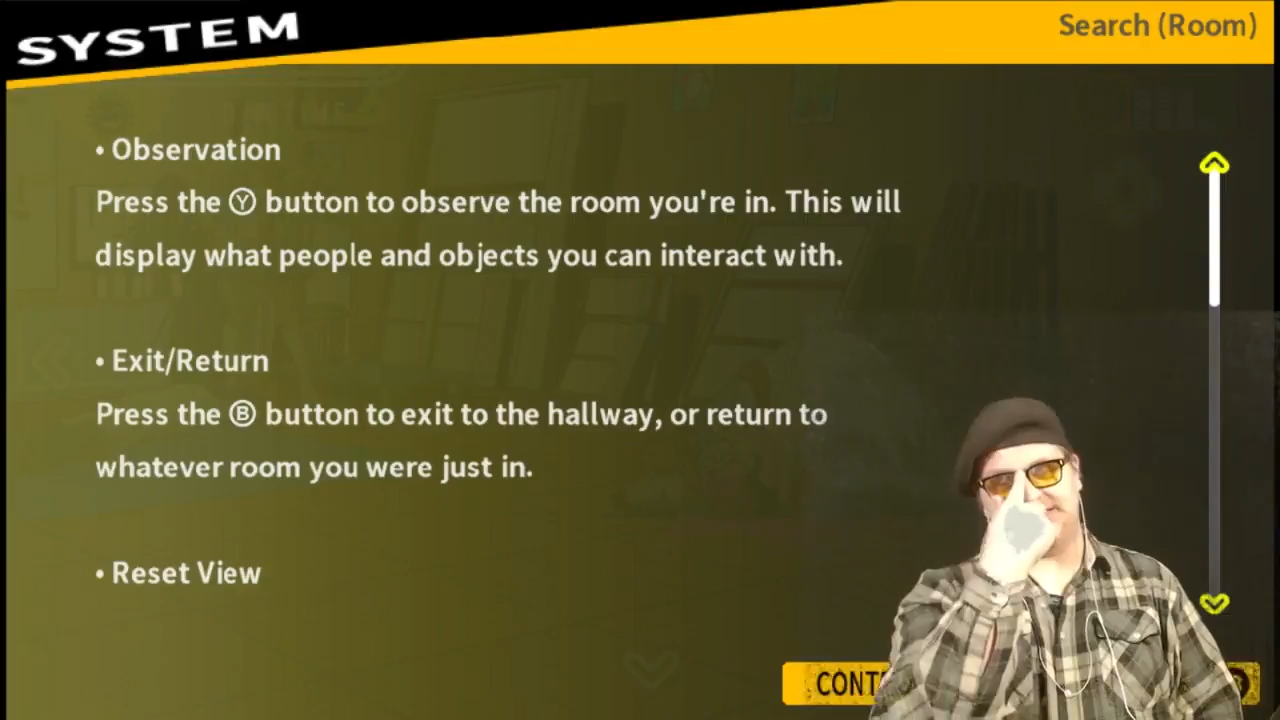 SYSTEM
Search (Room)
• Observation
Press the Ⓨ button to observe the room you're in. This will
display what people and objects you can interact with.
• Exit/Return
Press the Ⓑ button to exit to the hallway, or return to
whatever room you were just in.
• Reset View